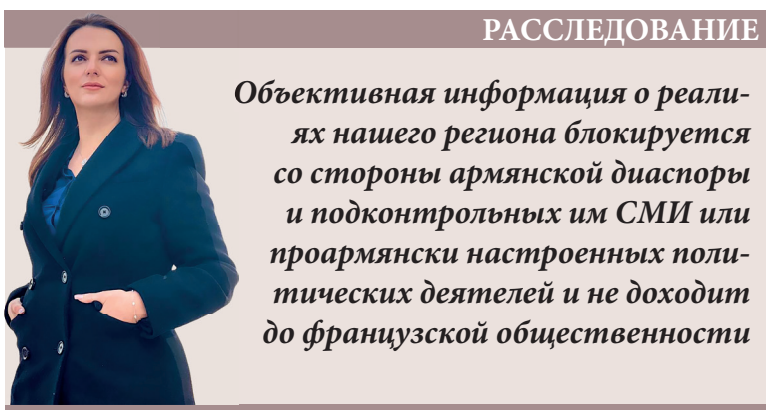 РАССЛЕДОВАНИЕ
Объективная информация о реали-
ях нашего региона блокируется
со стороны армянской диаспоры
и подконтрольных им СМИ или
проармянски настроенных поли-
тических деятелей и не доходит
до французской общественности